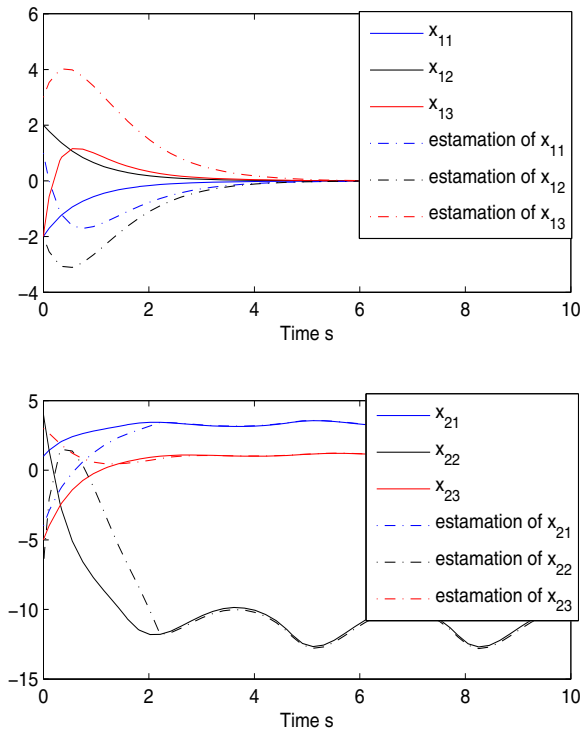 6
4
2
0
−2
−4
0
2
4
6
8
10
Time s
x11
x12
x13
estamation of x11
estamation of x12
estamation of x13
5
0
−5
−10
−15
0
2
4
6
8
10
Time s
x21
x22
x23
estamation of x21
estamation of x22
estamation of x23